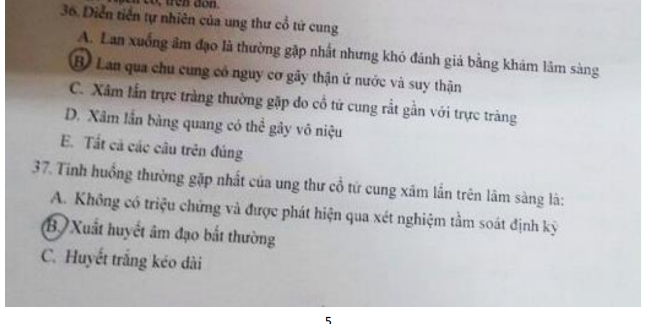 trên đòn.
36. Diễn tiến tự nhiên của ung thư cổ tử cung
A. Lan xuống âm đạo là thường gặp nhất nhưng khó đánh giá bằng khám lâm sàng
B. Lan qua chu cung có nguy cơ gây thận ứ nước và suy thận
C. Xâm lấn trực tràng thường gặp do cổ tử cung rất gần với trực tràng
D. Xâm lấn bàng quang có thể gây vô niệu
E. Tất cả các câu trên đúng
37. Tình huống thường gặp nhất của ung thư cổ tử cung xâm lấn trên lâm sàng là:
A. Không có triệu chứng và được phát hiện qua xét nghiệm tầm soát định kỳ
B. Xuất huyết âm đạo bất thường
C. Huyết trắng kéo dài
5